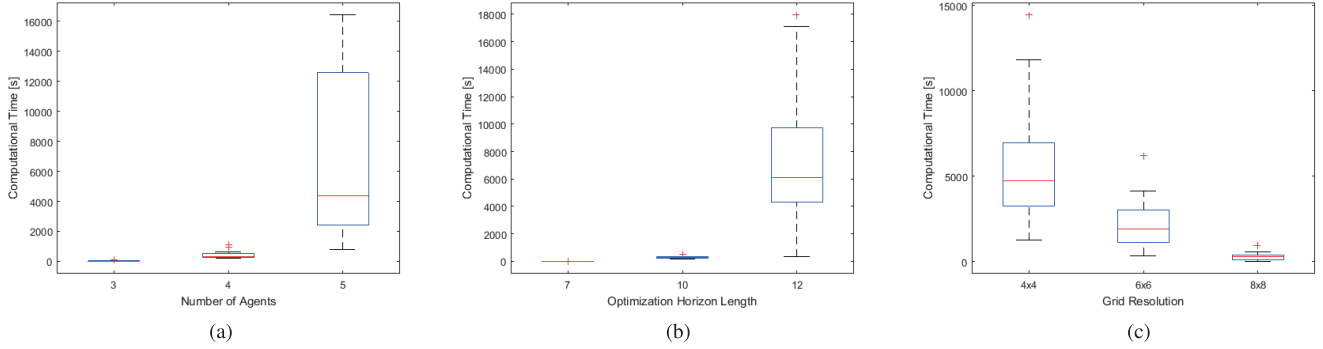 16000
14000
12000
10000
8000
6000
4000
2000
0
Computational Time [s]
3 4 5
Number of Agents
(a)
18000
16000
14000
12000
10000
8000
6000
4000
2000
0
Computational Time [s]
7 10 12
Optimization Horizon Length
(b)
15000
10000
5000
0
Computational Time [s]
4x4 6x6 8x8
Grid Resolution
(c)